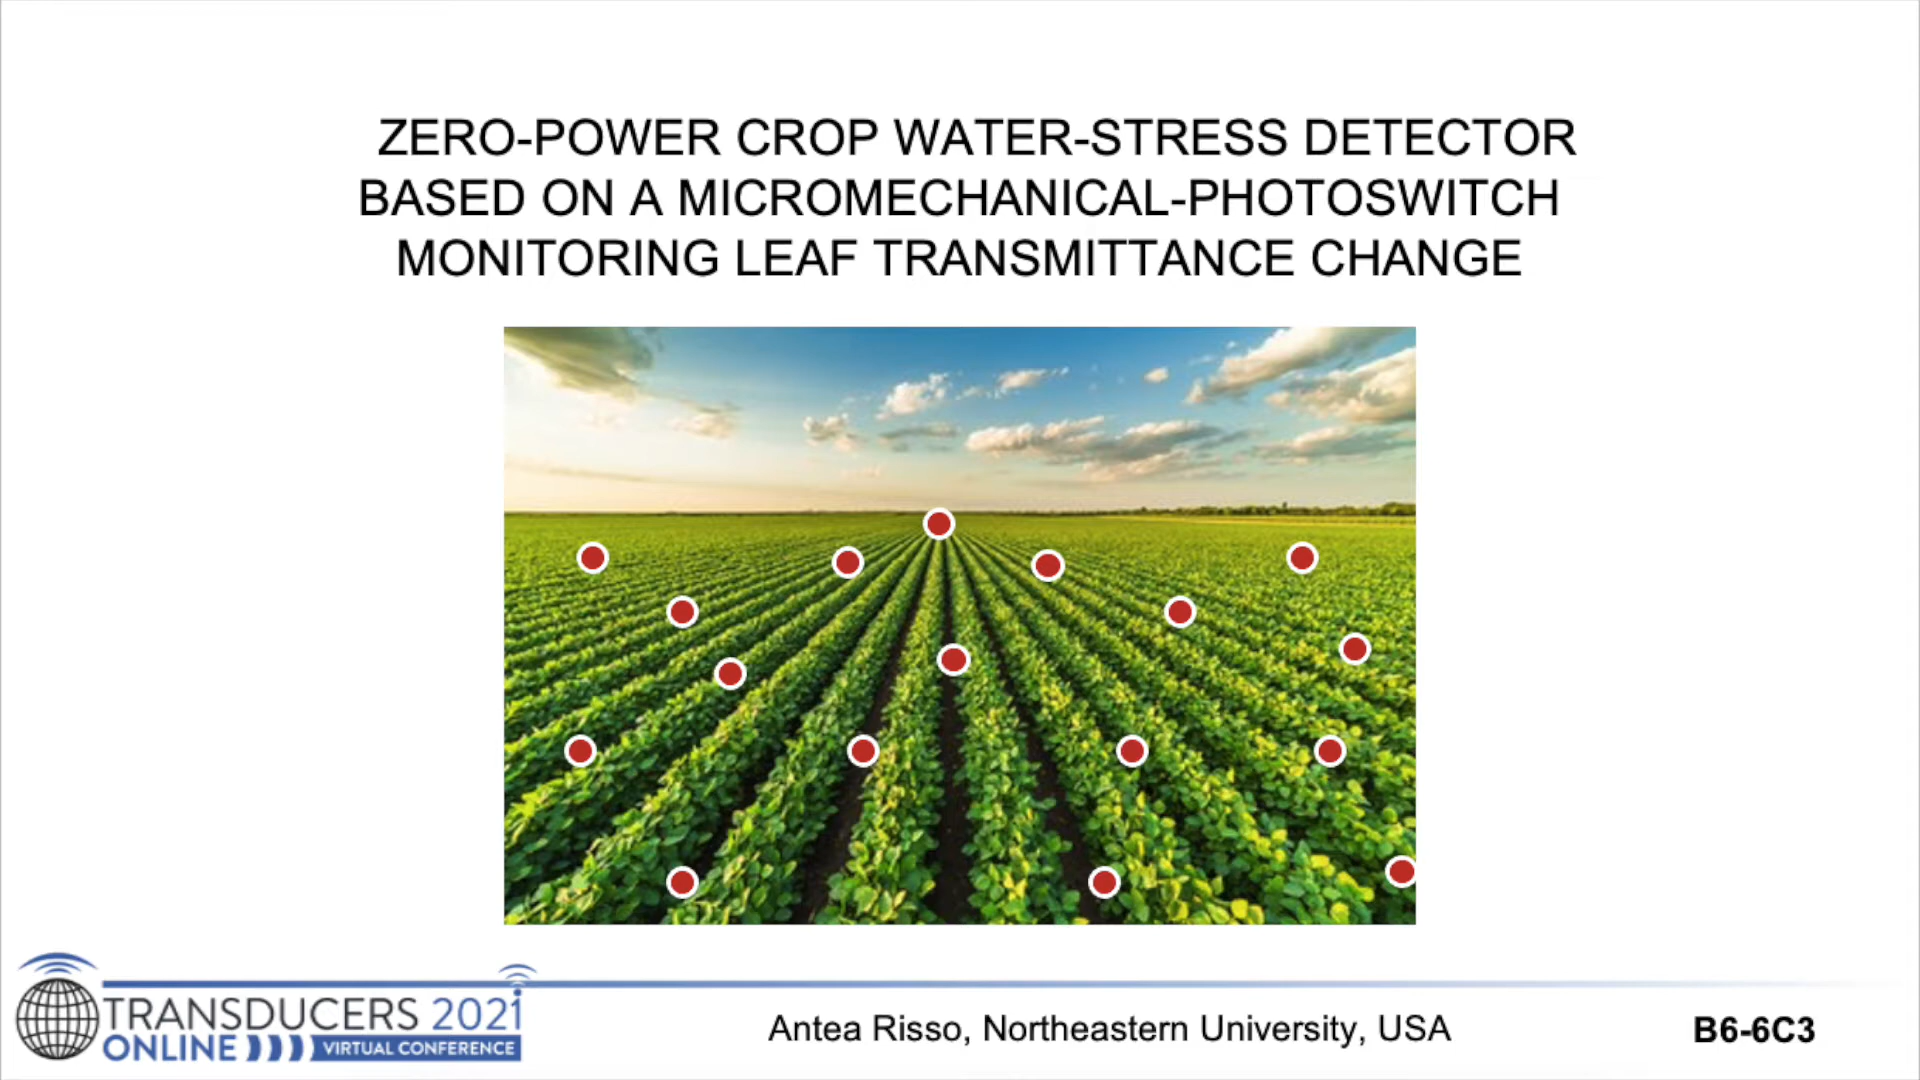 ZERO-POWER CROP WATER-STRESS DETECTOR
BASED ON A MICROMECHANICAL-PHOTOSWITCH
MONITORING LEAF TRANSMITTANCE CHANGE
TRANSDUCERS 2021
ONLINE
VIRTUAL CONFERENCE
Antea Risso, Northeastern University, USA
B6-6C3